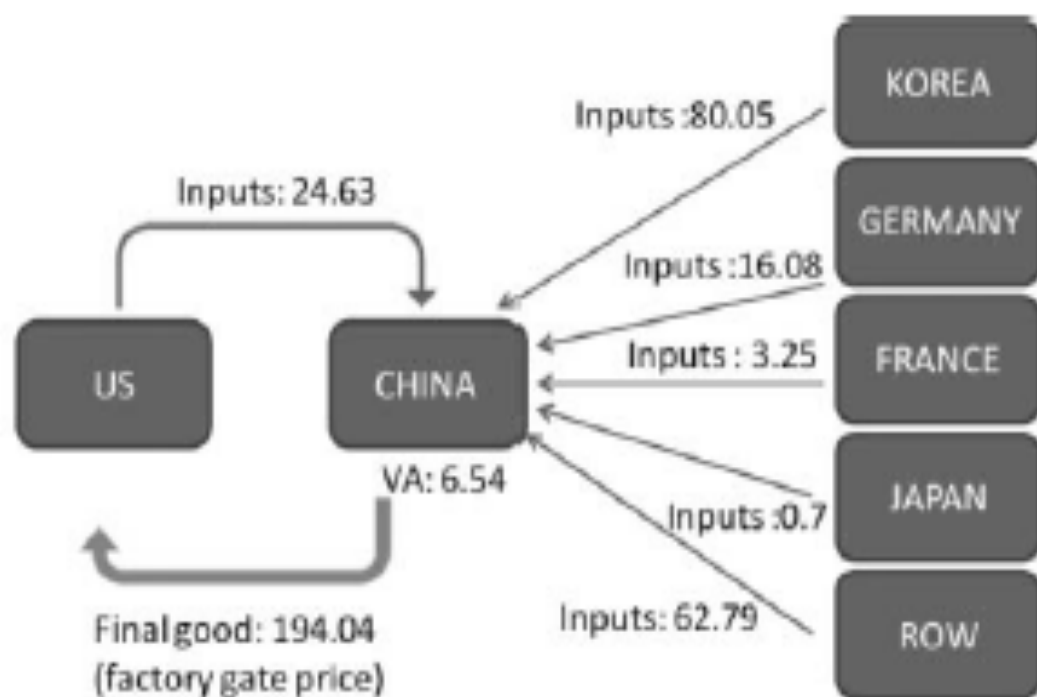 KOREA
Inputs :80.05
Inputs: 24.63
GERMANY
Inputs :16.08
US
CHINA
Inputs : 3.25
FRANCE
VA: 6.54
JAPAN
Inputs :0.7
Final good: 194.04
(factory gate price)
Inputs: 62.79
ROW